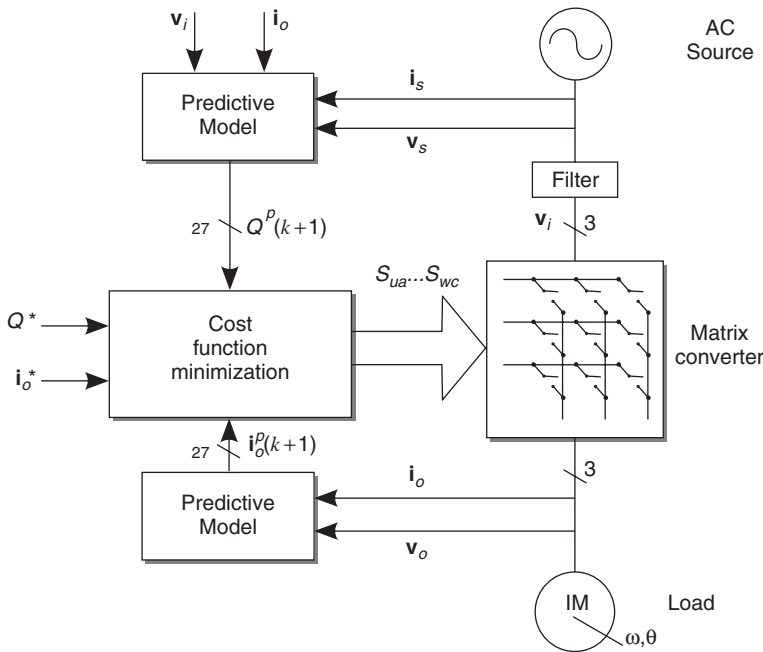 v_i
i_o
AC
Source
Predictive
Model
i_s
v_s
Filter
v_i
3
27
Q^p(k+1)
S_ua...S_wc
Q*
Cost
function
minimization
Matrix
converter
i_o*
27
i_o^p(k+1)
3
Predictive
Model
i_o
v_o
IM
Load
ω,θ